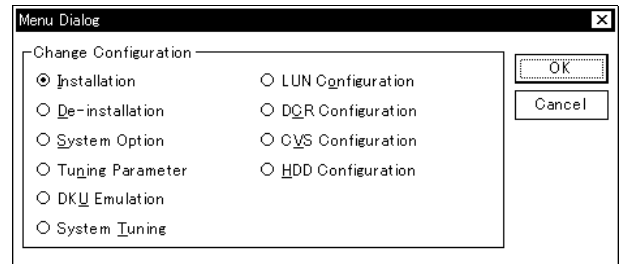 Menu Dialog
Change Configuration
Installation
De-installation
System Option
Tuning Parameter
DKU Emulation
System Tuning
LUN Configuration
DCR Configuration
CVS Configuration
HDD Configuration
OK
Cancel